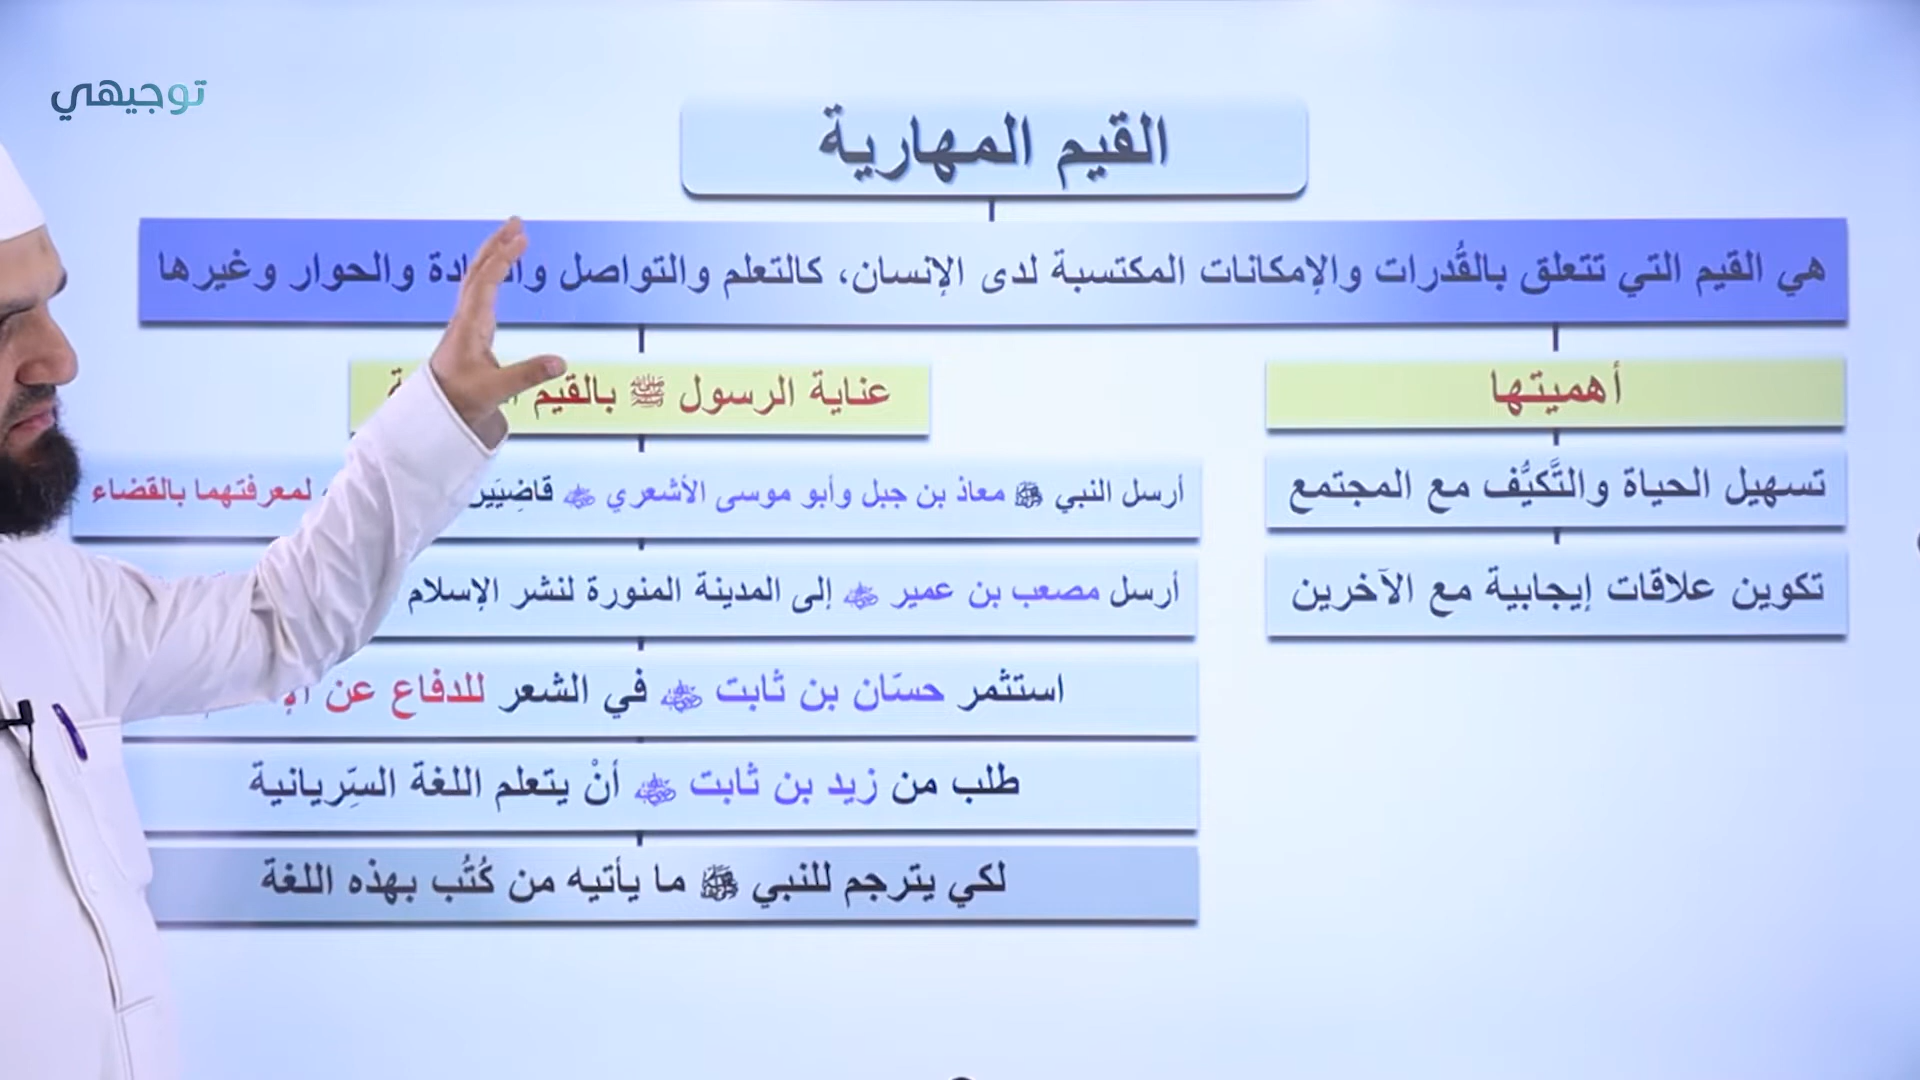 توجيهي
القيم المهارية
هي القيم التي تتعلق بالقُدرات والإمكانات المكتسبة لدى الإنسان، كالتعلم والتواصل والحوار وغيرها
أهميتها
تسهيل الحياة والتَّكيُّف مع المجتمع
تكوين علاقات إيجابية مع الآخرين
عناية الرسول ﷺ بالقيم
أرسل النبي ﷺ معاذ بن جبل وأبو موسى الأشعري قاضِيَين لمعرفتهما بالقضاء
أرسل مصعب بن عمير إلى المدينة المنورة لنشر الإسلام
استثمر حسّان بن ثابت في الشعر للدفاع عن
طلب من زيد بن ثابت أنْ يتعلم اللغة السِّريانية
لكي يترجم للنبي ﷺ ما يأتيه من كُتُب بهذه اللغة